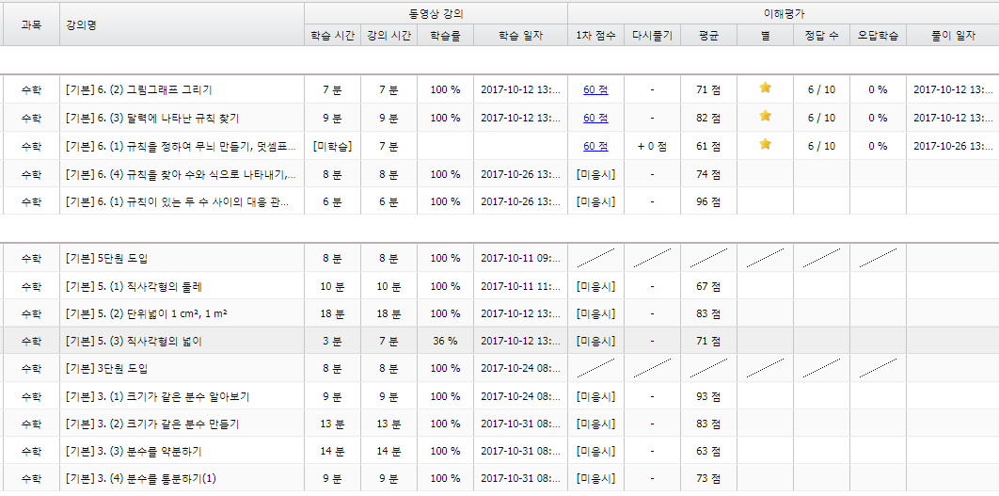 과목 강의명 동영상 강의 이해평가
학습 시간 강의 시간 학습률 학습 일자 1차 점수 다시풀기 평균 별 정답 수 오답학습 풀이 일자
수학 [기본] 6. (2) 그림그래프 그리기 7 분 7 분 100 % 2017-10-12 13:... 60 점 - 71 점 6 / 10 0 % 2017-10-12 13:...
수학 [기본] 6. (3) 달력에 나타난 규칙 찾기 9 분 9 분 100 % 2017-10-12 13:... 60 점 - 82 점 6 / 10 0 % 2017-10-12 13:...
수학 [기본] 6. (1) 규칙을 정하여 무늬 만들기, 덧셈표... [미학습] 7 분 60 점 + 0 점 61 점 6 / 10 0 % 2017-10-26 13:...
수학 [기본] 6. (4) 규칙을 찾아 수와 식으로 나타내기,... 8 분 8 분 100 % 2017-10-26 13:... [미응시] - 74 점
수학 [기본] 6. (1) 규칙이 있는 두 수 사이의 대응 관... 6 분 6 분 100 % 2017-10-26 13:... [미응시] - 96 점
수학 [기본] 5단원 도입 8 분 8 분 100 % 2017-10-11 09:...
수학 [기본] 5. (1) 직사각형의 둘레 10 분 10 분 100 % 2017-10-11 11:... [미응시] - 67 점
수학 [기본] 5. (2) 단위넓이 1 cm², 1 m² 18 분 18 분 100 % 2017-10-12 13:... [미응시] - 83 점
수학 [기본] 5. (3) 직사각형의 넓이 3 분 7 분 36 % 2017-10-12 13:... [미응시] - 71 점
수학 [기본] 3단원 도입 8 분 8 분 100 % 2017-10-24 08:...
수학 [기본] 3. (1) 크기가 같은 분수 알아보기 9 분 9 분 100 % 2017-10-24 08:... [미응시] - 93 점
수학 [기본] 3. (2) 크기가 같은 분수 만들기 13 분 13 분 100 % 2017-10-31 08:... [미응시] - 83 점
수학 [기본] 3. (3) 분수를 약분하기 14 분 14 분 100 % 2017-10-31 08:... [미응시] - 63 점
수학 [기본] 3. (4) 분수를 통분하기(1) 9 분 9 분 100 % 2017-10-31 08:... [미응시] - 73 점